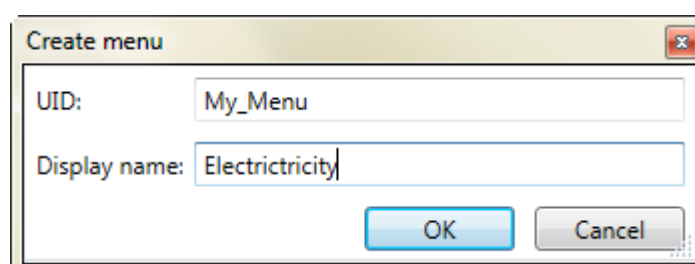 Create menu
UID: My_Menu
Display name: Electrictricity
OK Cancel